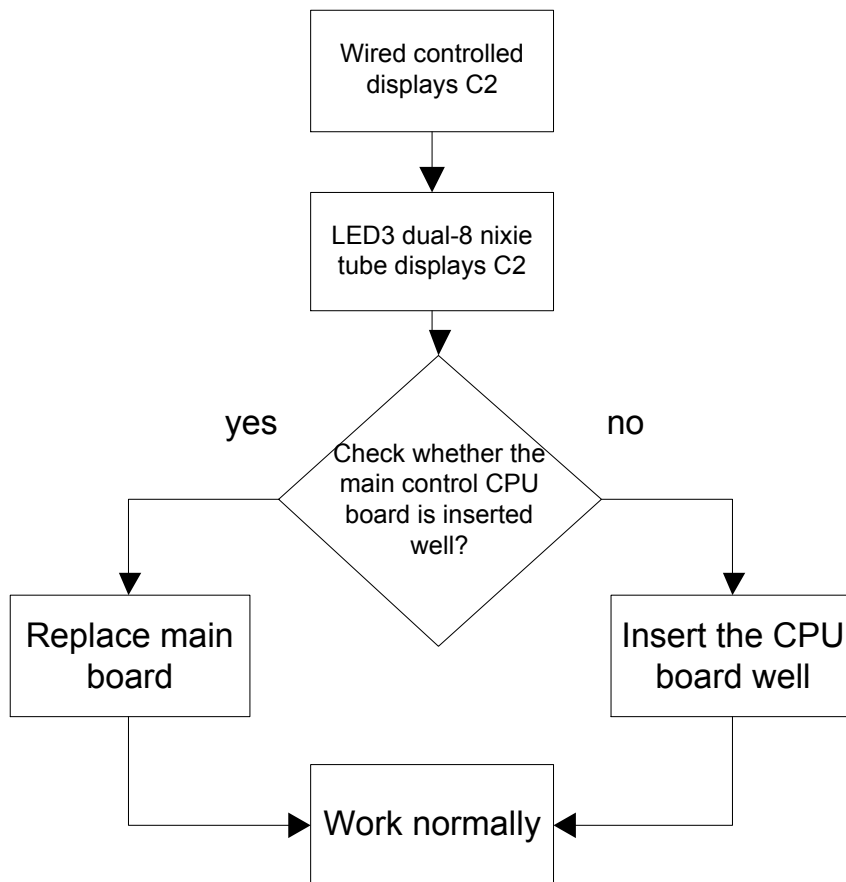 Wired controlled
displays C2
LED3 dual-8 nixie
tube displays C2
yes
no
Check whether the
main control CPU
board is inserted
well?
Replace main
board
Insert the CPU
board well
Work normally